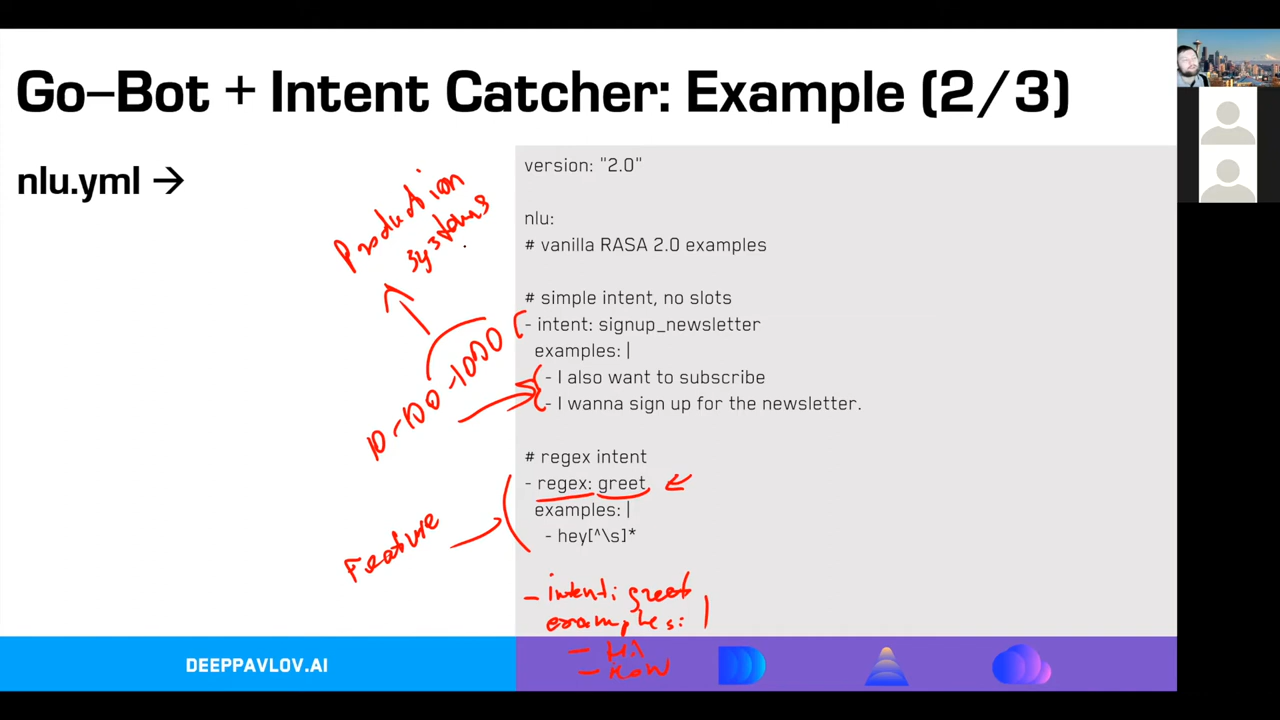 Go-Bot + Intent Catcher: Example (2/3)
nlu.yml →
Production
systems
10-100-1000
Feature
version: "2.0"
nlu:
# vanilla RASA 2.0 examples
# simple intent, no slots
- intent: signup_newsletter
examples: |
- I also want to subscribe
- I wanna sign up for the newsletter.
# regex intent
- regex: greet
examples: |
- hey[^\s]*
- intent: greet
examples: |
DEEPPAVLOV.AI